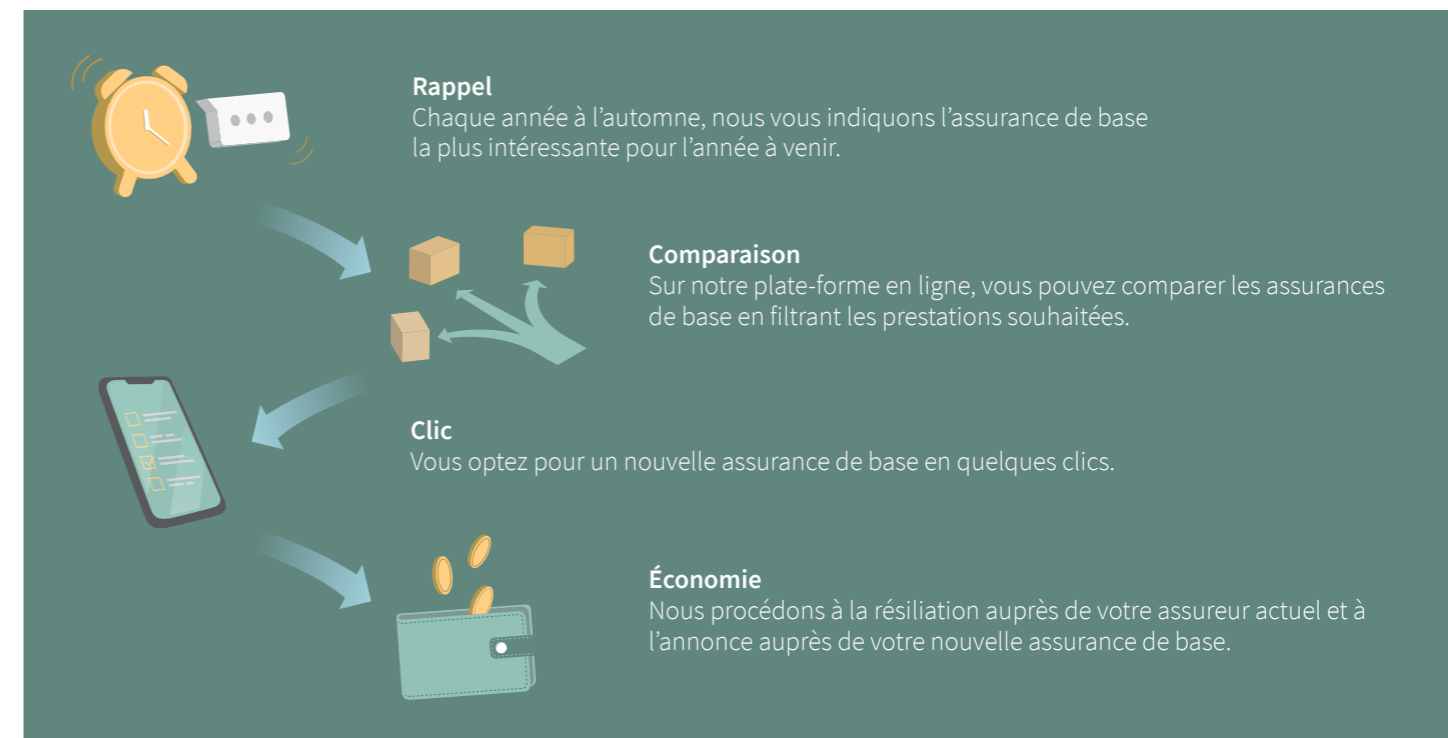 Rappel
Chaque année à l’automne, nous vous indiquons l’assurance de base
la plus intéressante pour l’année à venir.
Comparaison
Sur notre plate-forme en ligne, vous pouvez comparer les assurances
de base en filtrant les prestations souhaitées.
Clic
Vous optez pour un nouvelle assurance de base en quelques clics.
Économie
Nous procédons à la résiliation auprès de votre assureur actuel et à
l’annonce auprès de votre nouvelle assurance de base.